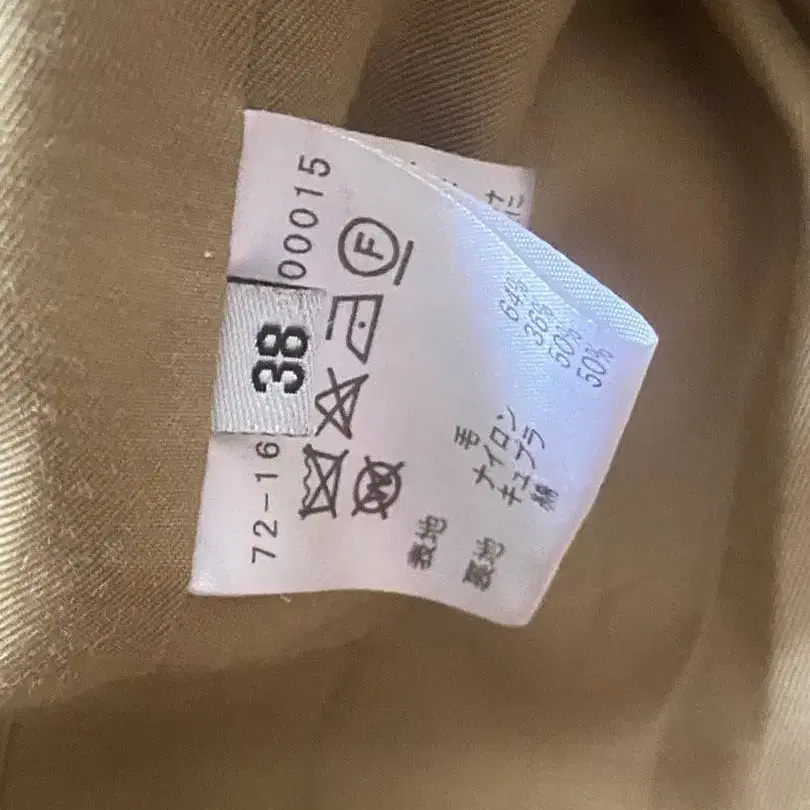 72-16
00015
38
F
表地
毛 64%
ナイロン 36%
裏地
キュプラ 50%
綿 50%